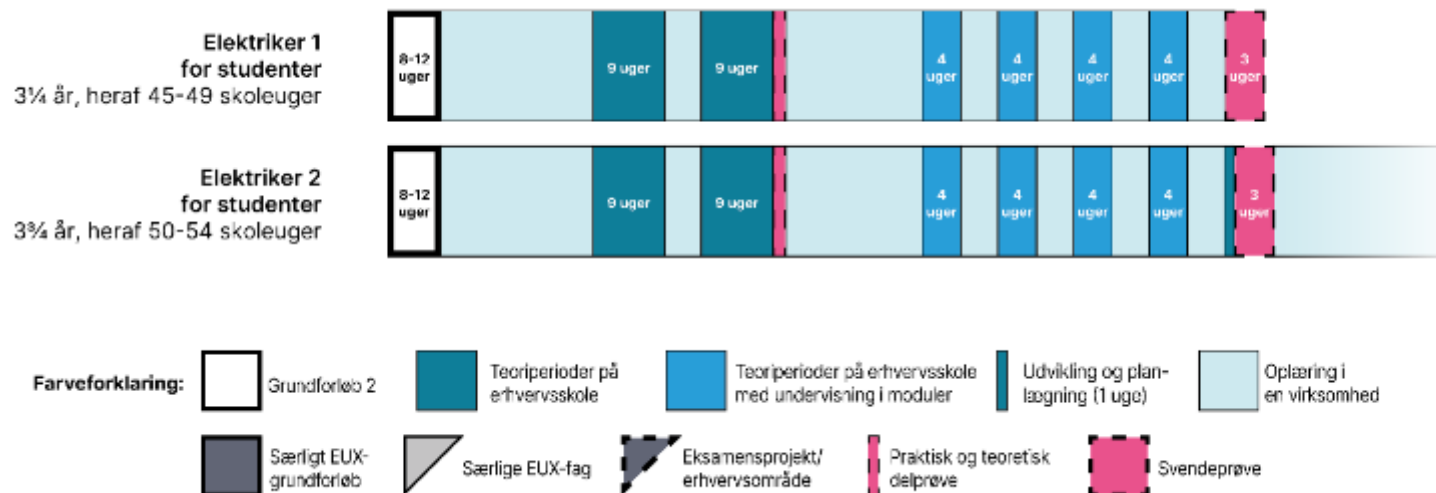 Elektriker 1
for studenter
3¼ år, heraf 45-49 skoleuger
8-12
uger
9 uger
9 uger
4
uger
4
uger
4
uger
4
uger
3
uger
Elektriker 2
for studenter
3¾ år, heraf 50-54 skoleuger
8-12
uger
9 uger
9 uger
4
uger
4
uger
4
uger
4
uger
3
uger
Farveforklaring:
Grundforløb 2
Teoriperioder på
erhvervsskole
Teoriperioder på erhvervsskole
med undervisning i moduler
Udvikling og plan-
lægning (1 uge)
Oplæring i
en virksomhed
Særligt EUX-
grundforløb
Særlige EUX-fag
Eksamensprojekt/
erhvervsområde
Praktisk og teoretisk
delprøve
Svendeprøve